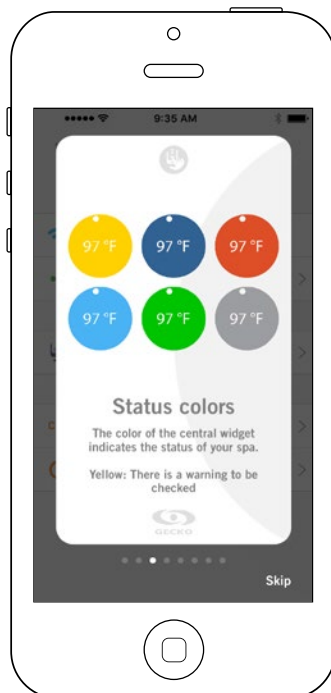 9:35 AM
97 °F 97 °F 97 °F
97 °F 97 °F 97 °F
Status colors
The color of the central widget
indicates the status of your spa.
Yellow: There is a warning to be
checked
GECKO
Skip